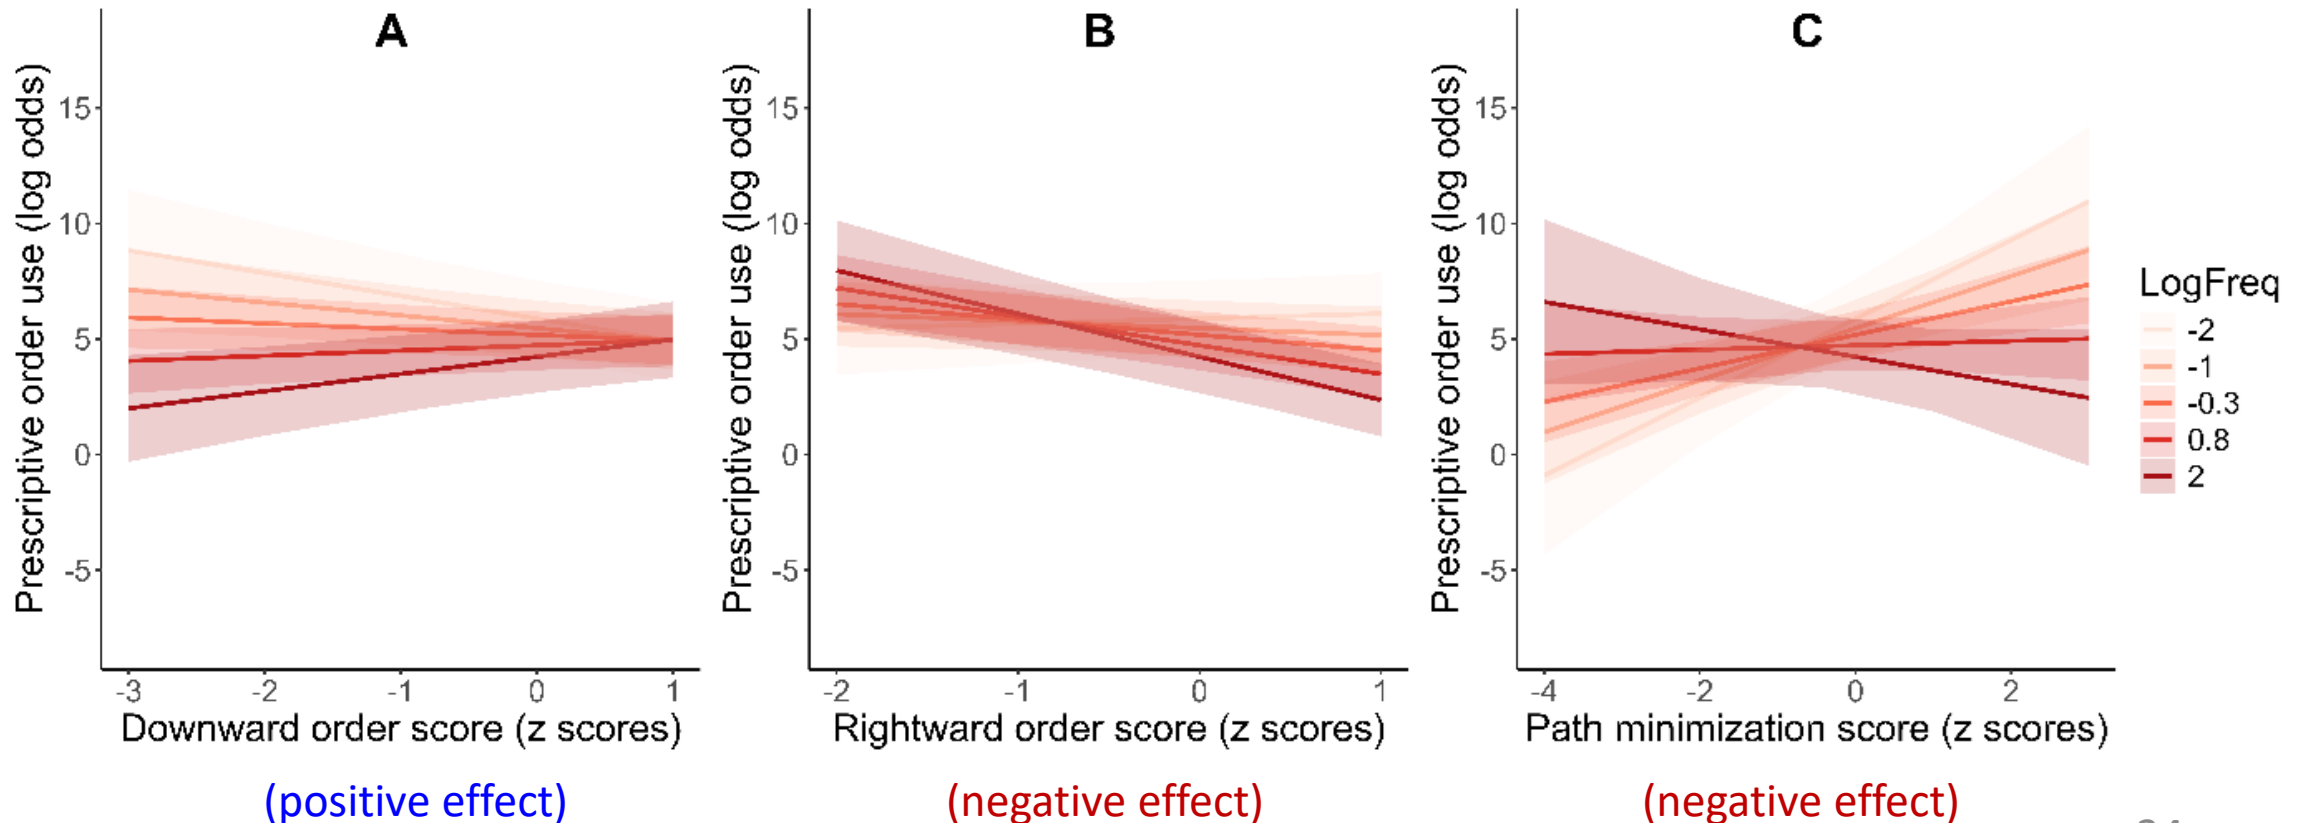 A
Prescriptive order use (log odds)
15
10
5
0
-5
-3 -2 -1 0 1
Downward order score (z scores)
(positive effect)
B
Prescriptive order use (log odds)
15
10
5
0
-5
-2 -1 0 1
Rightward order score (z scores)
(negative effect)
C
Prescriptive order use (log odds)
15
10
5
0
-5
-4 -2 0 2
Path minimization score (z scores)
(negative effect)
LogFreq
-2
-1
-0.3
0.8
2